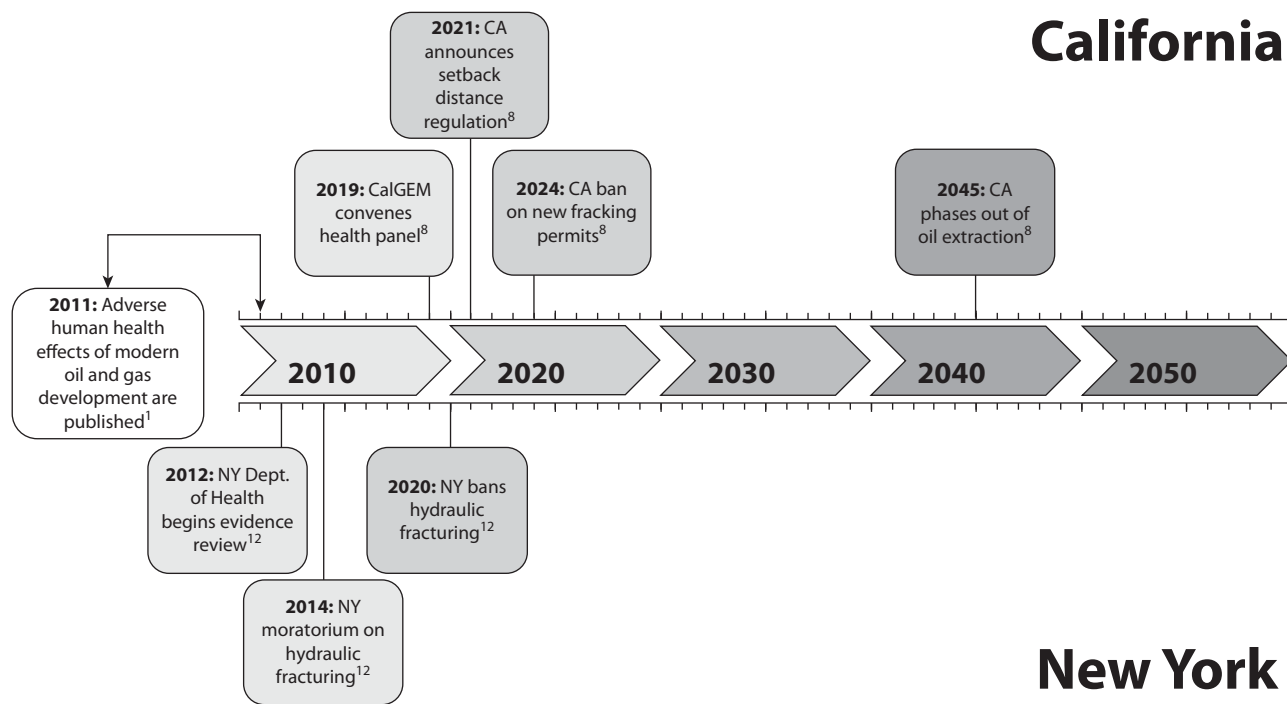 California
2021: CA
announces
setback
distance
regulation8
2019: CalGEM
convenes
health panel8
2024: CA ban
on new fracking
permits8
2045: CA
phases out of
oil extraction8
2011: Adverse
human health
effects of modern
oil and gas
development are
published1
2010
2020
2030
2040
2050
2012: NY Dept.
of Health
begins evidence
review12
2020: NY bans
hydraulic
fracturing12
2014: NY
moratorium on
hydraulic
fracturing12
New York